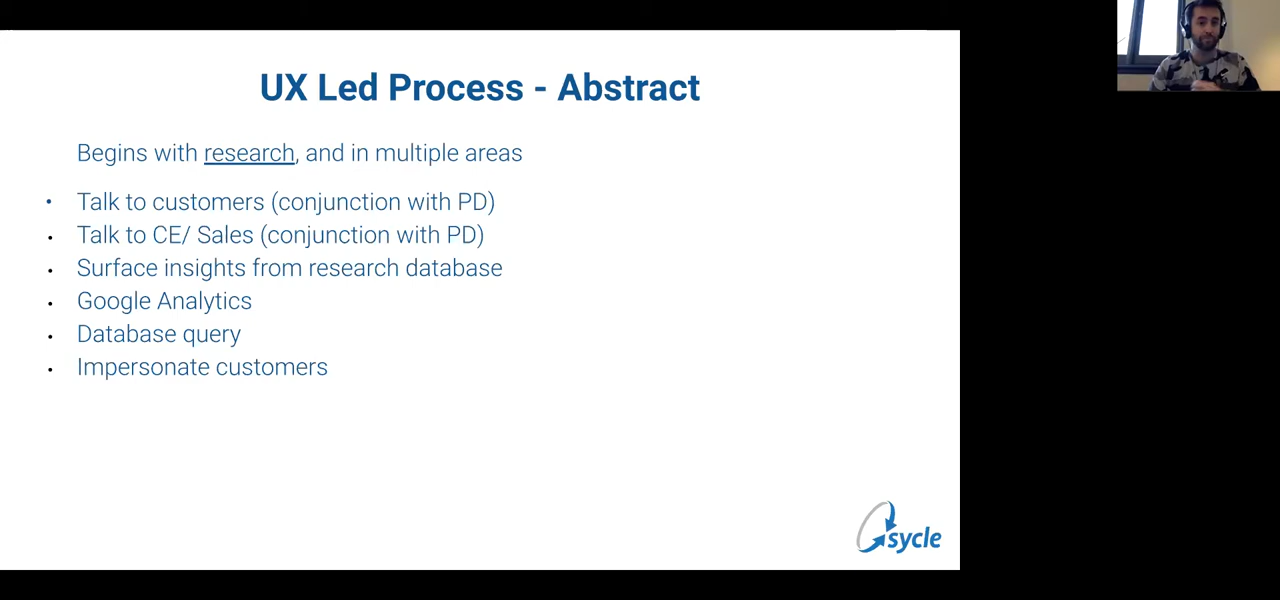 UX Led Process - Abstract
Begins with research, and in multiple areas
• Talk to customers (conjunction with PD)
• Talk to CE/ Sales (conjunction with PD)
• Surface insights from research database
• Google Analytics
• Database query
• Impersonate customers
sycle